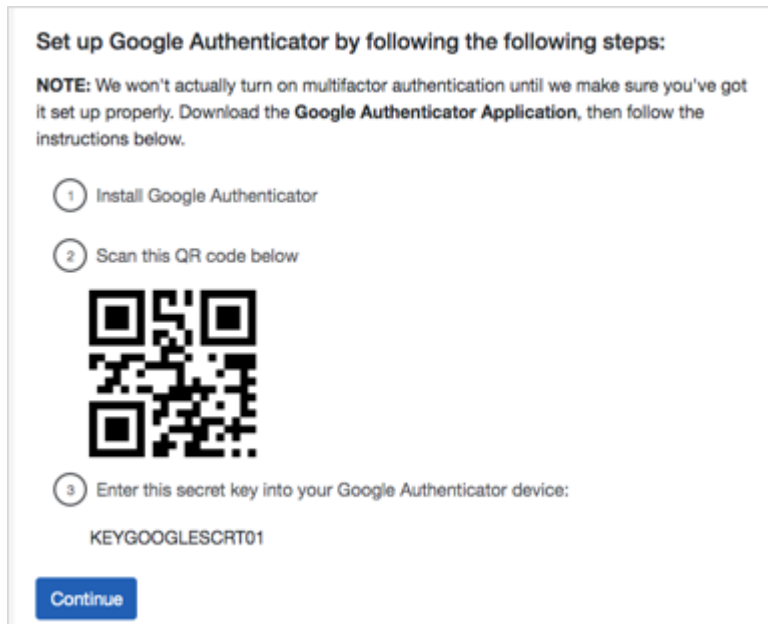 Set up Google Authenticator by following the following steps:
NOTE: We won't actually turn on multifactor authentication until we make sure you've got
it set up properly. Download the Google Authenticator Application, then follow the
instructions below.
1 Install Google Authenticator
2 Scan this QR code below
3 Enter this secret key into your Google Authenticator device:
KEYGOOGLESCRT01
Continue